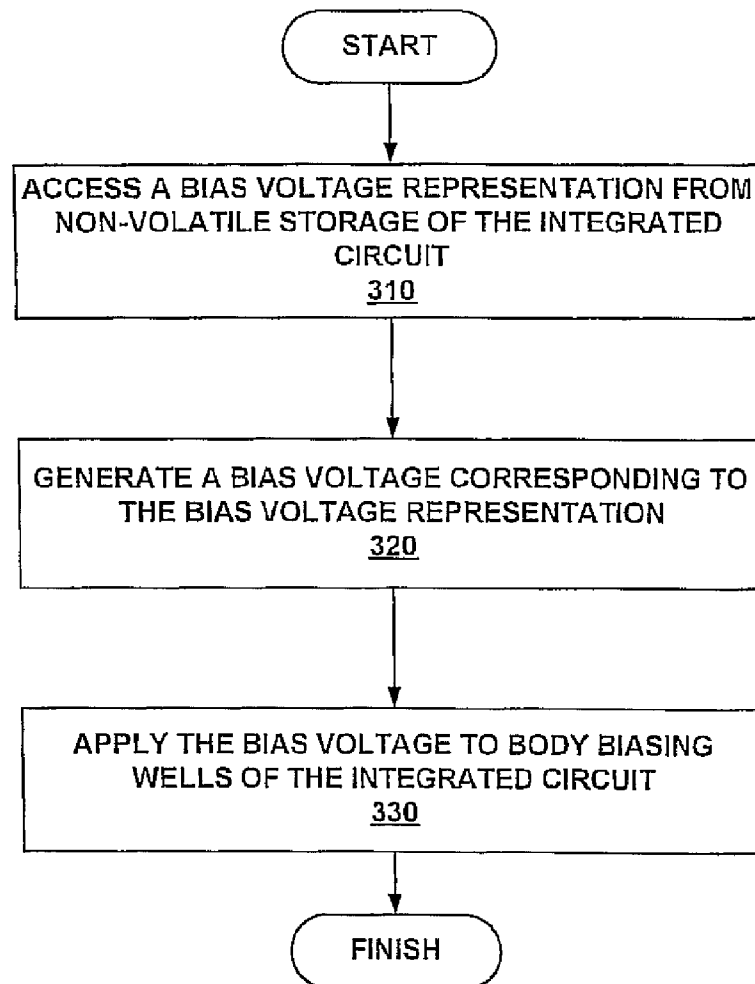 START
ACCESS A BIAS VOLTAGE REPRESENTATION FROM
NON-VOLATILE STORAGE OF THE INTEGRATED
CIRCUIT
310
GENERATE A BIAS VOLTAGE CORRESPONDING TO
THE BIAS VOLTAGE REPRESENTATION
320
APPLY THE BIAS VOLTAGE TO BODY BIASING
WELLS OF THE INTEGRATED CIRCUIT
330
FINISH